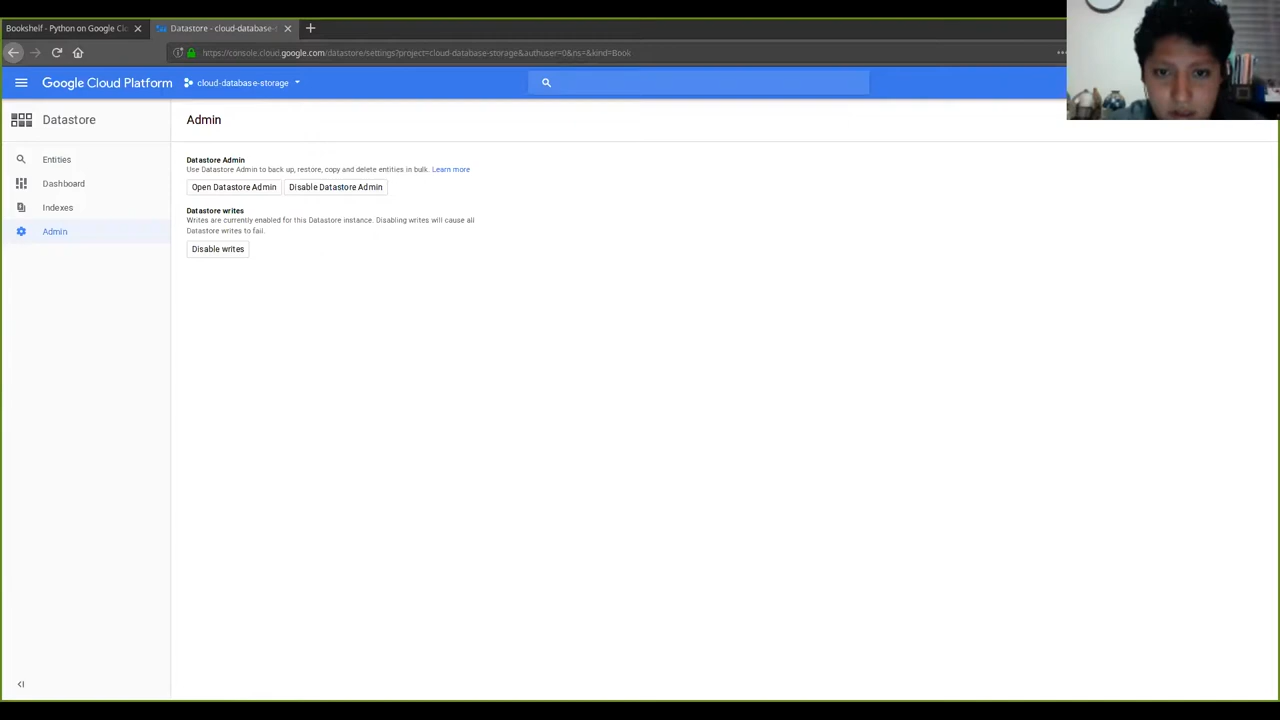 Bookshelf - Python on Google Clo
Datastore - cloud-database-s
https://console.cloud.google.com/datastore/settings?project=cloud-database-storage&authuser=0&ns=&kind=Book
Google Cloud Platform
cloud-database-storage
Datastore
Admin
Entities
Dashboard
Indexes
Admin
Datastore Admin
Use Datastore Admin to back up, restore, copy and delete entities in bulk. Learn more
Open Datastore Admin
Disable Datastore Admin
Datastore writes
Writes are currently enabled for this Datastore instance. Disabling writes will cause all
Datastore writes to fail.
Disable writes